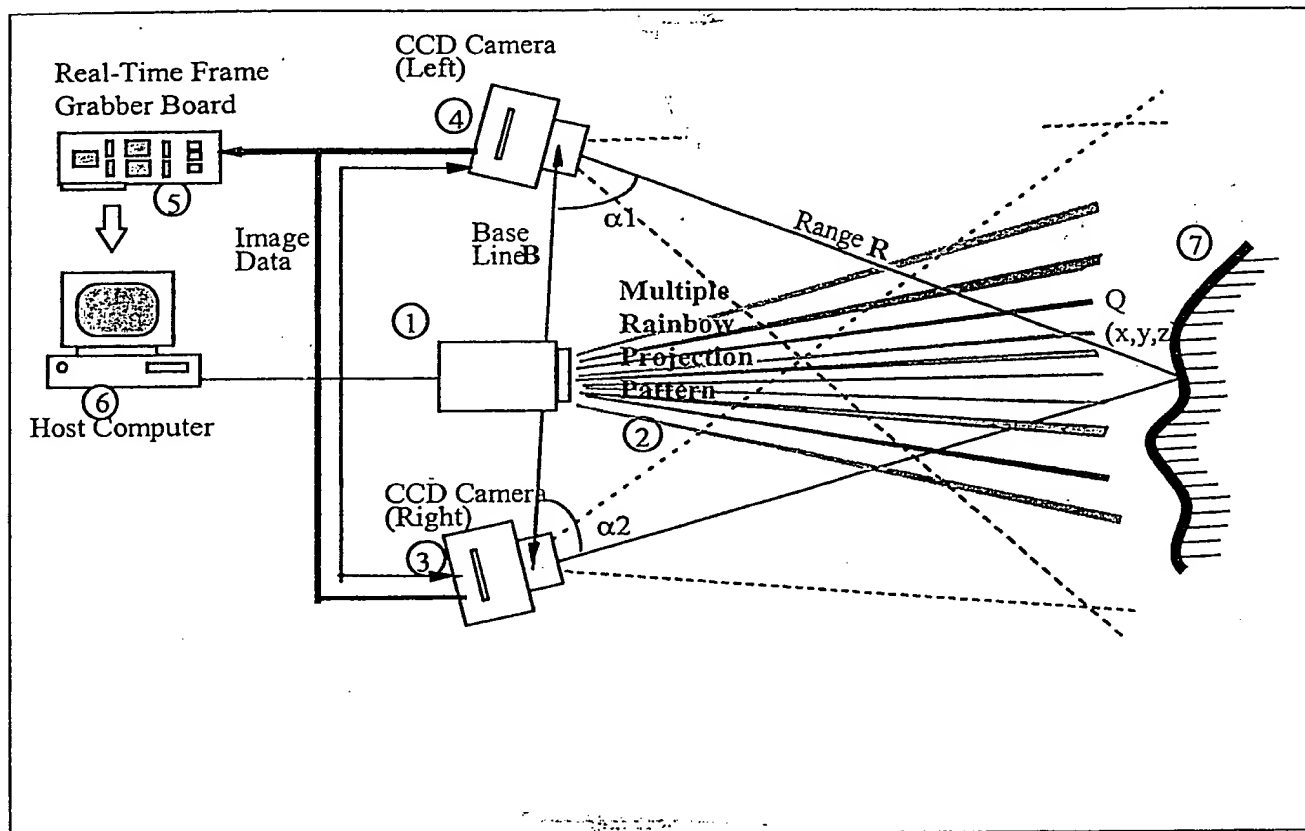 CCD Camera
(Left)
Real-Time Frame
Grabber Board
4
5
Image
Data
Base
Line B
α1
Range R
7
Multiple
Rainbow
Projection
Pattern
Q
(x,y,z)
1
2
6
Host Computer
CCD Camera
(Right)
α2
3